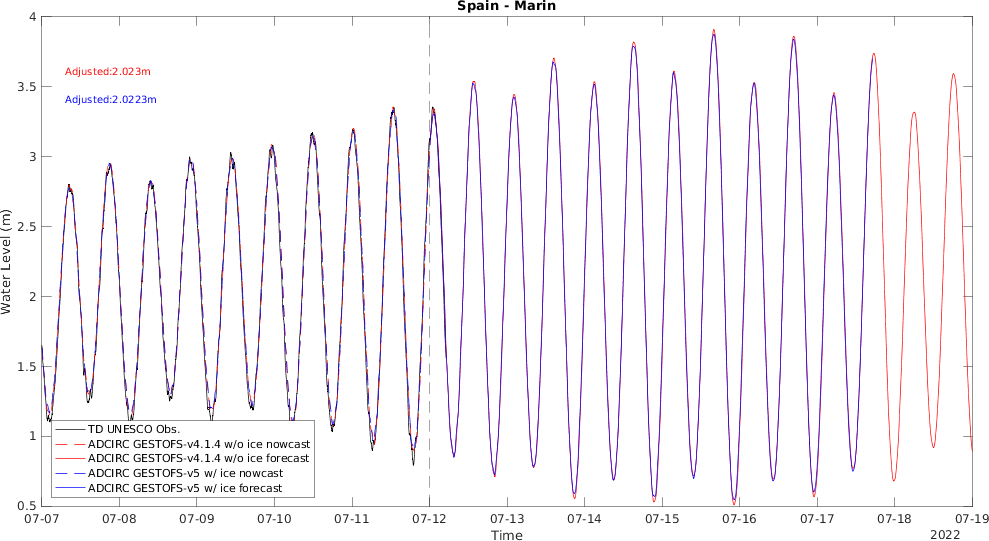 Spain - Marin
Adjusted:2.023m
Adjusted:2.0223m
Water Level (m)
4
3.5
3
2.5
2
1.5
1
0.5
TD UNESCO Obs.
ADCIRC GESTOFS-v4.1.4 w/o ice nowcast
ADCIRC GESTOFS-v4.1.4 w/o ice forecast
ADCIRC GESTOFS-v5 w/ ice nowcast
ADCIRC GESTOFS-v5 w/ ice forecast
07-07 07-08 07-09 07-10 07-11 07-12 07-13 07-14 07-15 07-16 07-17 07-18 07-19
Time
2022